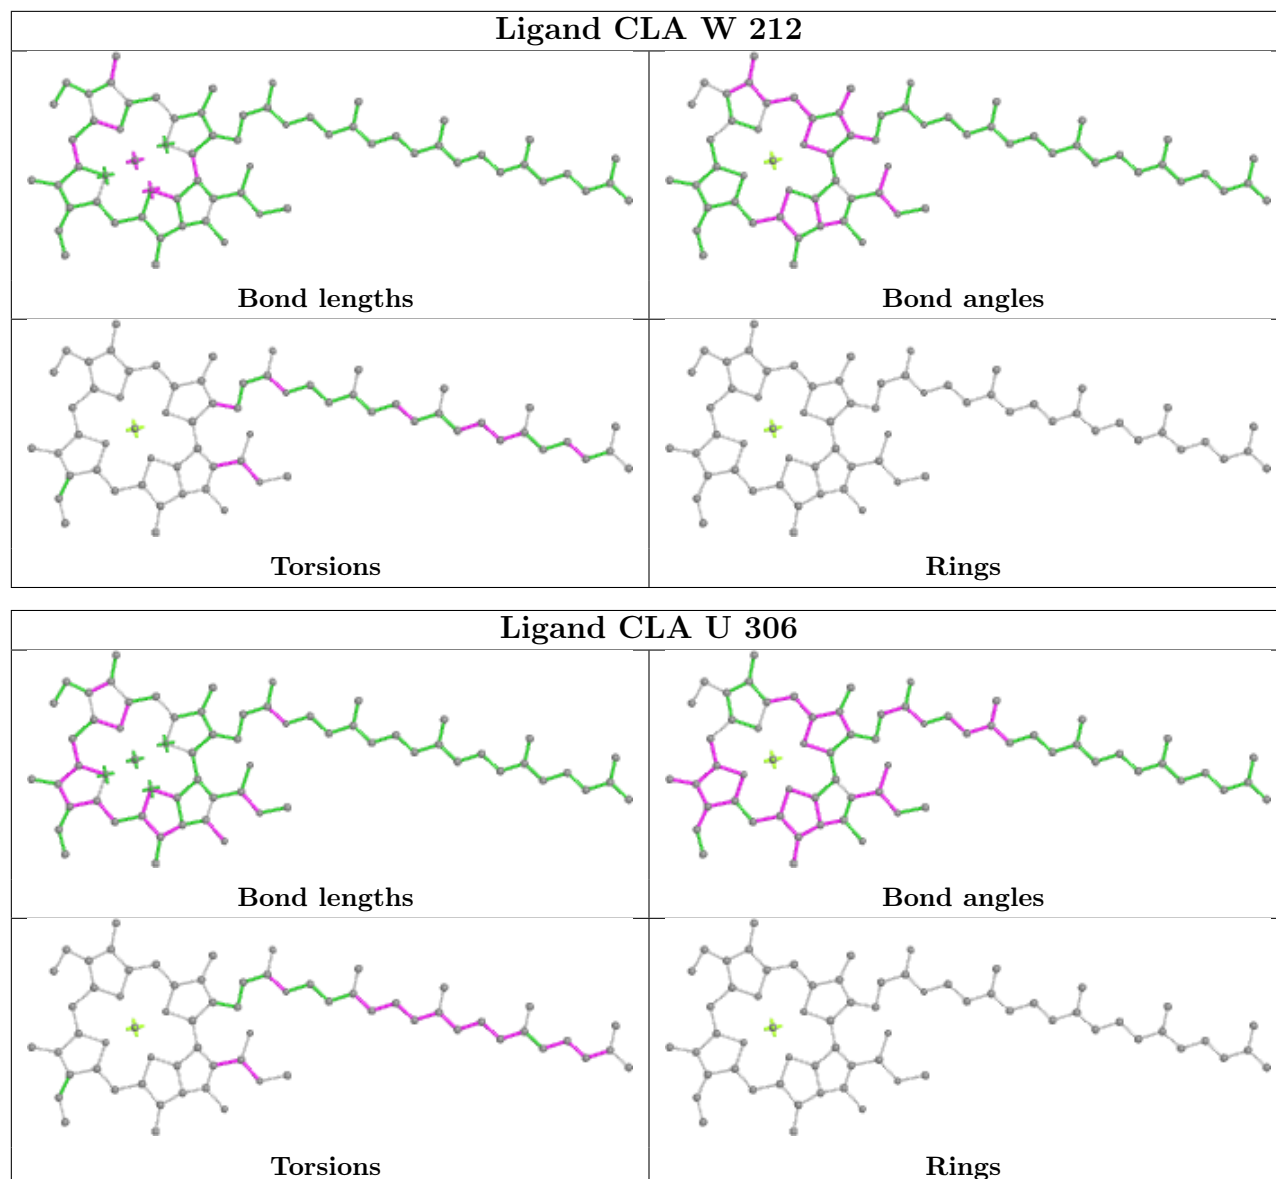 Ligand CLA W 212
Bond lengths
Bond angles
Torsions
Rings
Ligand CLA U 306
Bond lengths
Bond angles
Torsions
Rings